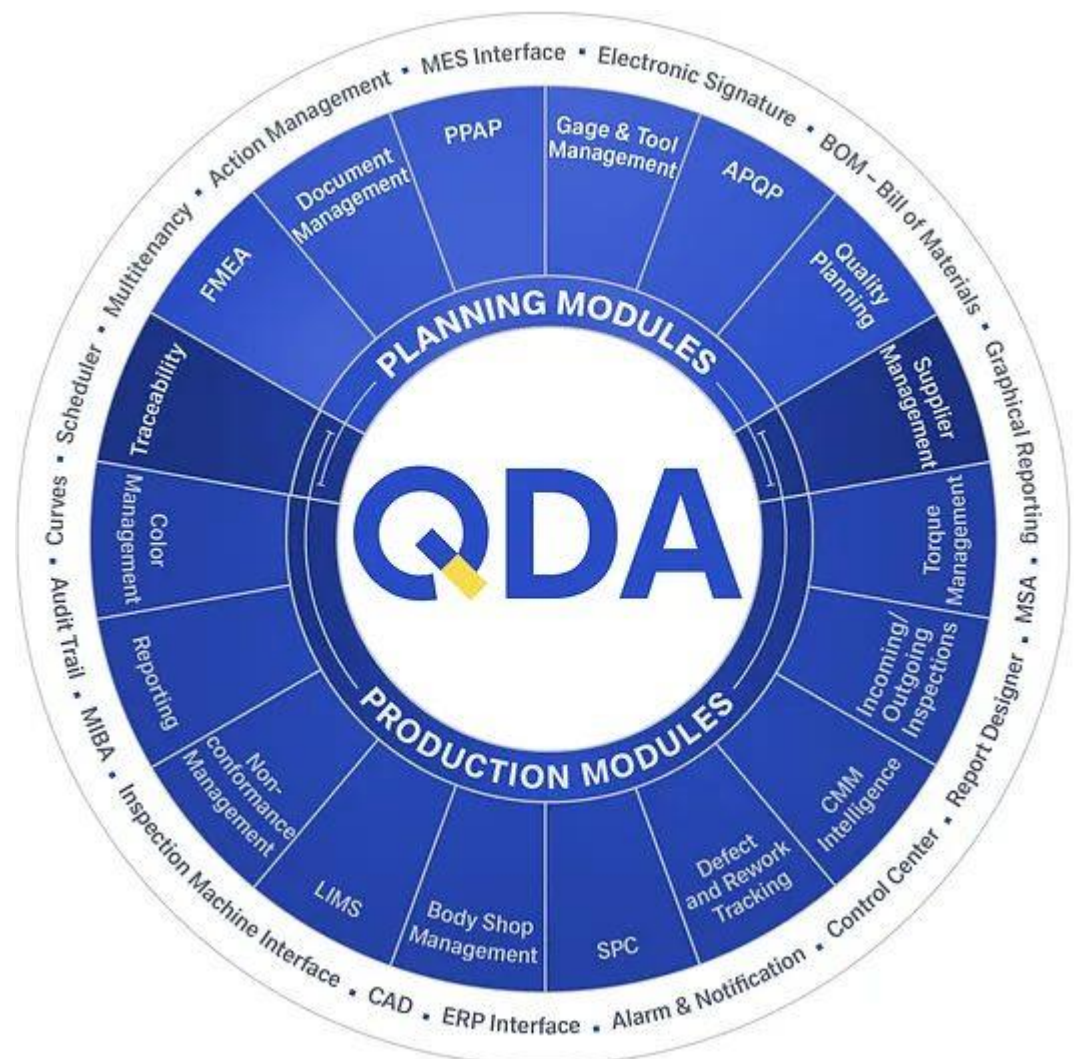 MES Interface ▪ Electronic Signature ▪ BOM – Bill of Materials ▪ Graphical Reporting ▪ MSA ▪ Report Designer ▪ Control Center ▪ Alarm & Notification ▪ ERP Interface ▪ CAD ▪ Inspection Machine Interface ▪ MIBA ▪ Audit Trail ▪ Curves ▪ Scheduler ▪ Multitenancy ▪ Action Management ▪
PPAP
Gage & Tool
Management
APQP
Quality
Planning
Supplier
Management
Torque
Management
Incoming/
Outgoing
Inspections
CMM
Intelligence
Defect
and Rework
Tracking
SPC
Body Shop
Management
LIMS
Non-
conformance
Management
Reporting
Color
Management
Traceability
FMEA
Document
Management
PLANNING MODULES
QDA
PRODUCTION MODULES